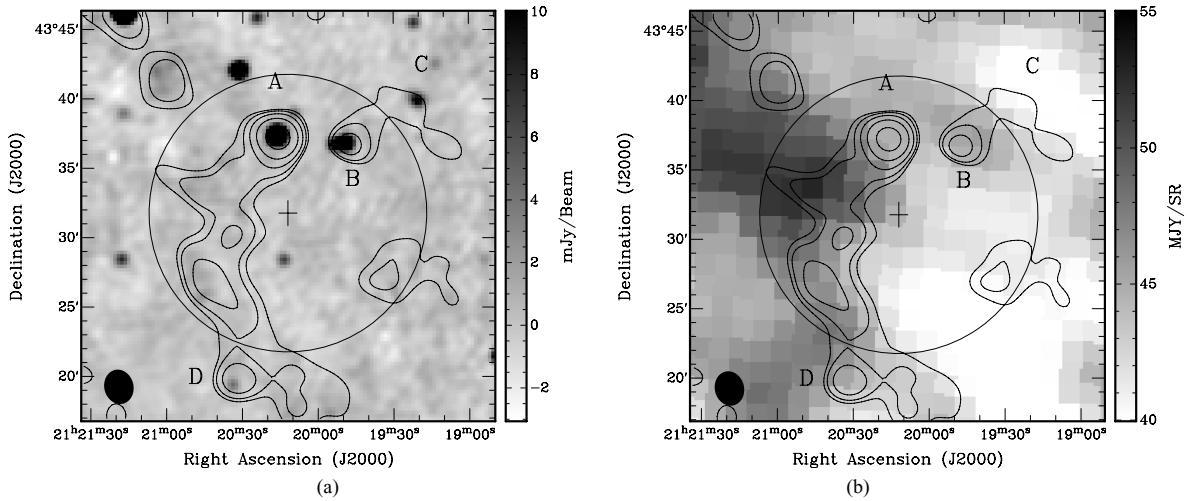 10
8
6
4
2
0
−2
mJy/Beam
43°45′
40′
35′
30′
25′
20′
Declination (J2000)
A
B
C
D
21ʰ21ᵐ30ˢ
21ᵐ00ˢ
20ᵐ30ˢ
20ᵐ00ˢ
19ᵐ30ˢ
19ᵐ00ˢ
Right Ascension (J2000)
(a)
55
50
45
40
MJY/SR
43°45′
40′
35′
30′
25′
20′
Declination (J2000)
A
B
C
D
21ʰ21ᵐ30ˢ
21ᵐ00ˢ
20ᵐ30ˢ
20ᵐ00ˢ
19ᵐ30ˢ
19ᵐ00ˢ
Right Ascension (J2000)
(b)